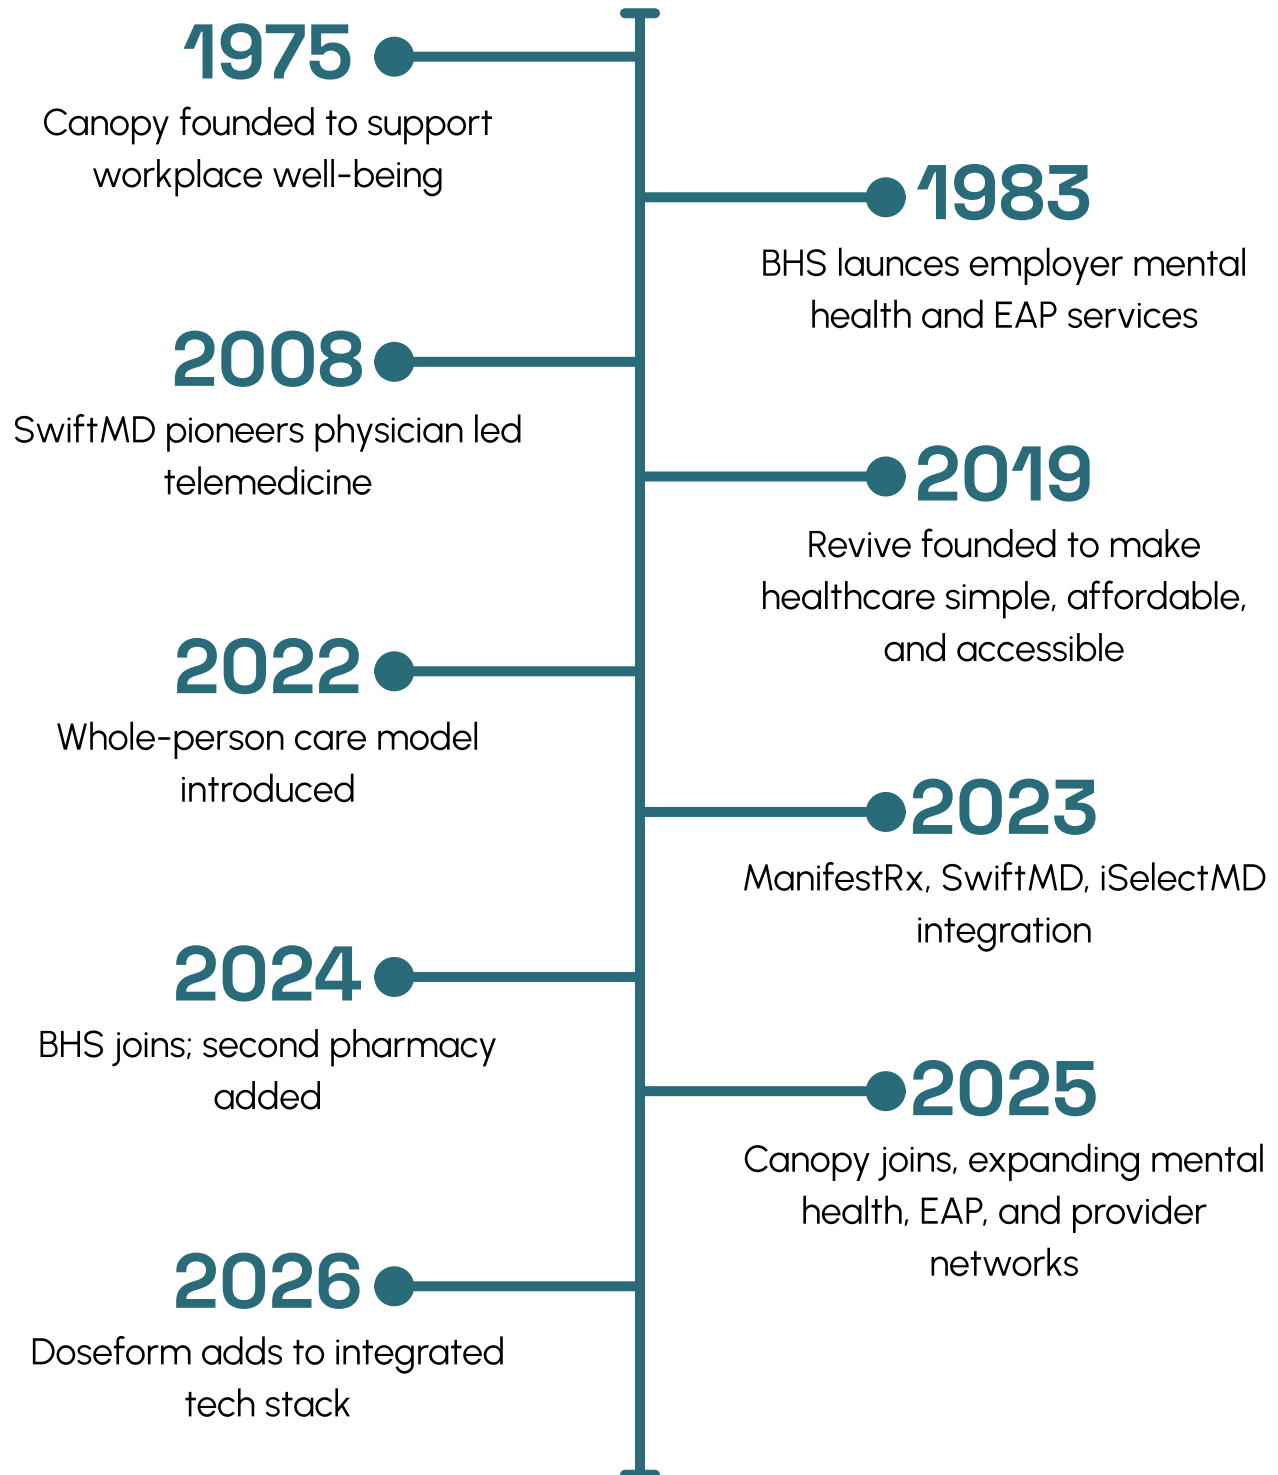 1975
Canopy founded to support
workplace well-being
1983
BHS launces employer mental
health and EAP services
2008
SwiftMD pioneers physician led
telemedicine
2019
Revive founded to make
healthcare simple, affordable,
and accessible
2022
Whole-person care model
introduced
2023
ManifestRx, SwiftMD, iSelectMD
integration
2024
BHS joins; second pharmacy
added
2025
Canopy joins, expanding mental
health, EAP, and provider
networks
2026
Doseform adds to integrated
tech stack